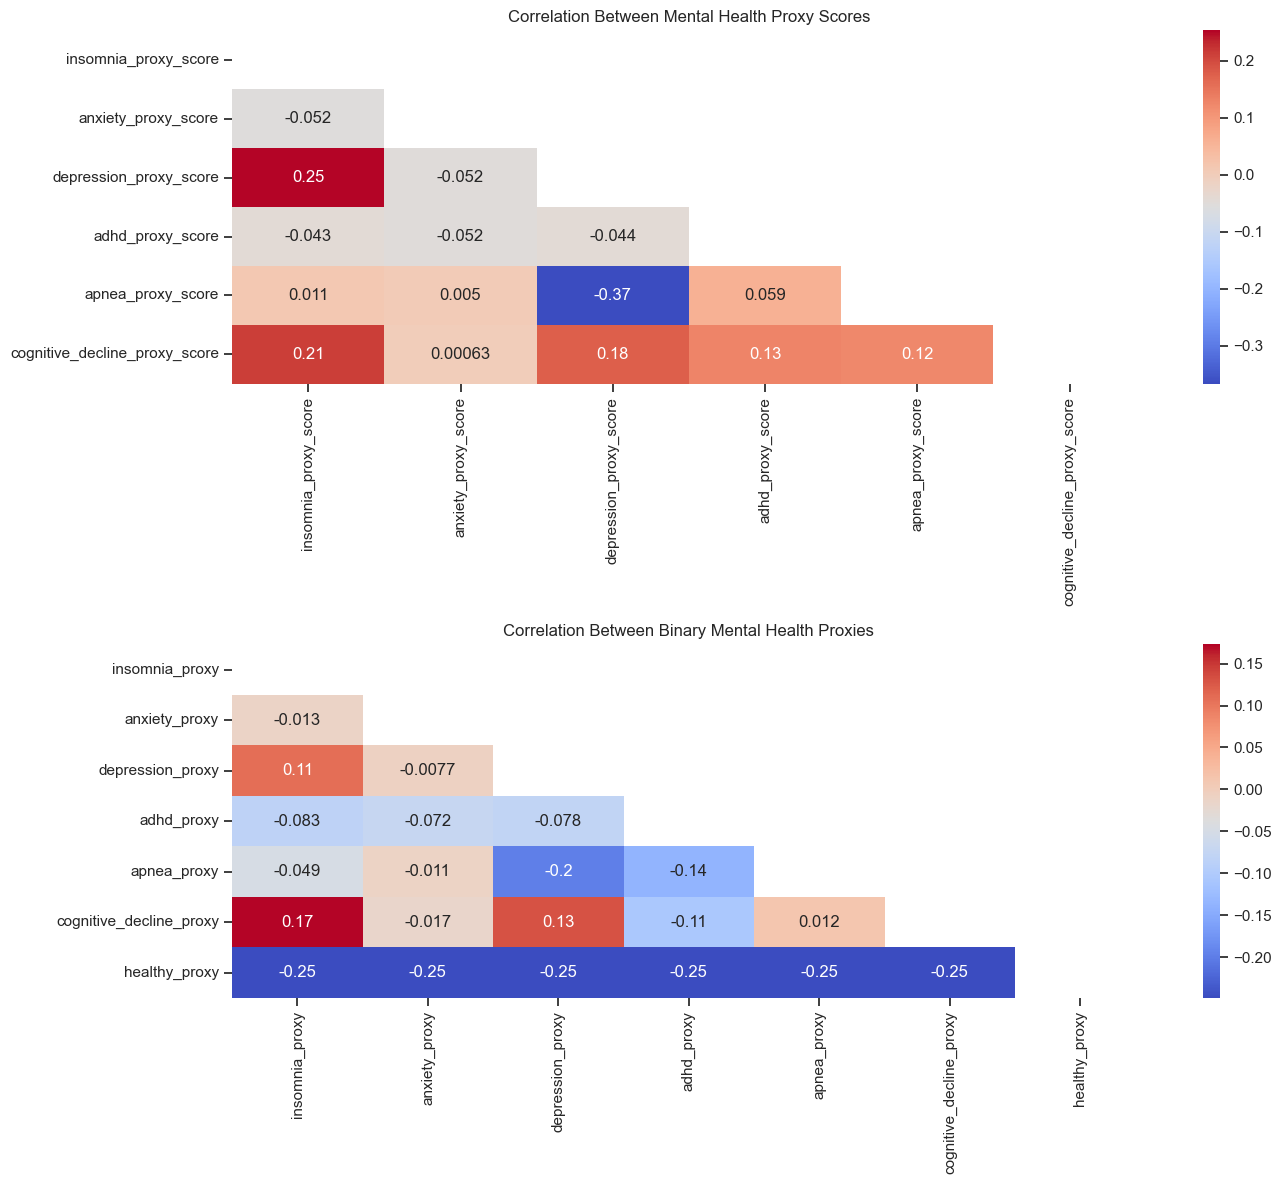 Correlation Between Mental Health Proxy Scores
insomnia_proxy_score
anxiety_proxy_score
-0.052
depression_proxy_score
0.25 -0.052
adhd_proxy_score
-0.043 -0.052 -0.044
apnea_proxy_score
0.011 0.005 -0.37 0.059
cognitive_decline_proxy_score
0.21 0.00063 0.18 0.13 0.12
insomnia_proxy_score
anxiety_proxy_score
depression_proxy_score
adhd_proxy_score
apnea_proxy_score
cognitive_decline_proxy_score
0.2
0.1
0.0
−0.1
−0.2
−0.3
Correlation Between Binary Mental Health Proxies
insomnia_proxy
anxiety_proxy
-0.013
depression_proxy
0.11 -0.0077
adhd_proxy
-0.083 -0.072 -0.078
apnea_proxy
-0.049 -0.011 -0.2 -0.14
cognitive_decline_proxy
0.17 -0.017 0.13 -0.11 0.012
healthy_proxy
-0.25 -0.25 -0.25 -0.25 -0.25 -0.25
insomnia_proxy
anxiety_proxy
depression_proxy
adhd_proxy
apnea_proxy
cognitive_decline_proxy
healthy_proxy
0.15
0.10
0.05
0.00
−0.05
−0.10
−0.15
−0.20